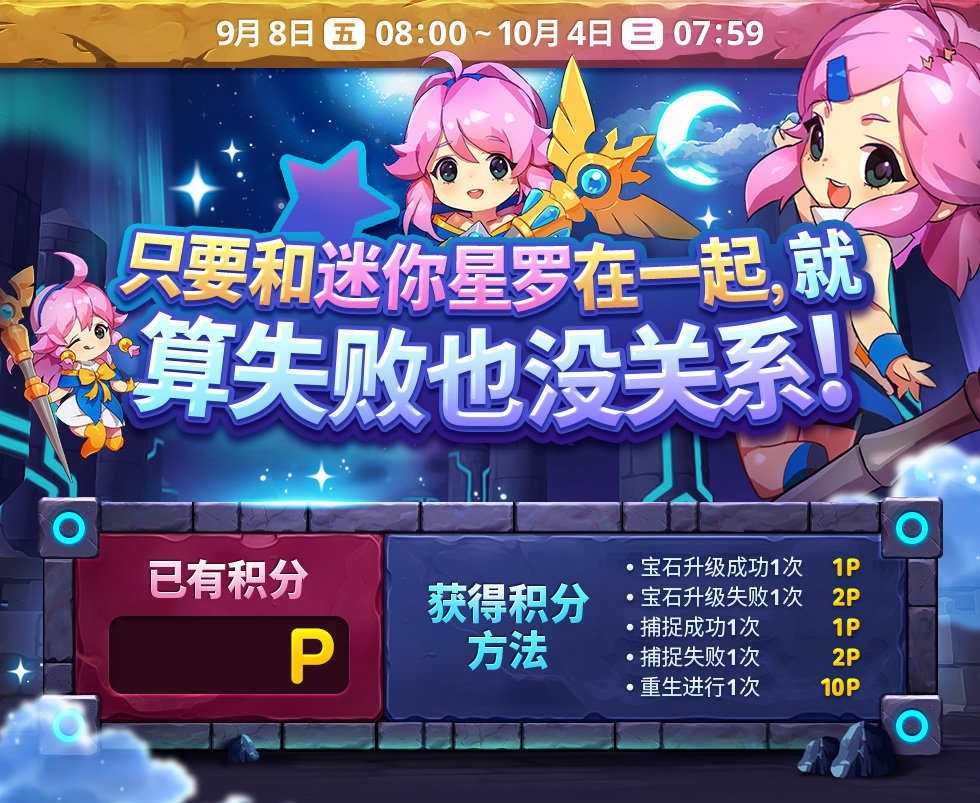 9月8日 五 08:00 ~ 10月4日 三 07:59
只要和迷你星罗在一起,就
算失败也没关系!
已有积分
P
获得积分
方法
• 宝石升级成功1次 1P
• 宝石升级失败1次 2P
• 捕捉成功1次 1P
• 捕捉失败1次 2P
• 重生进行1次 10P